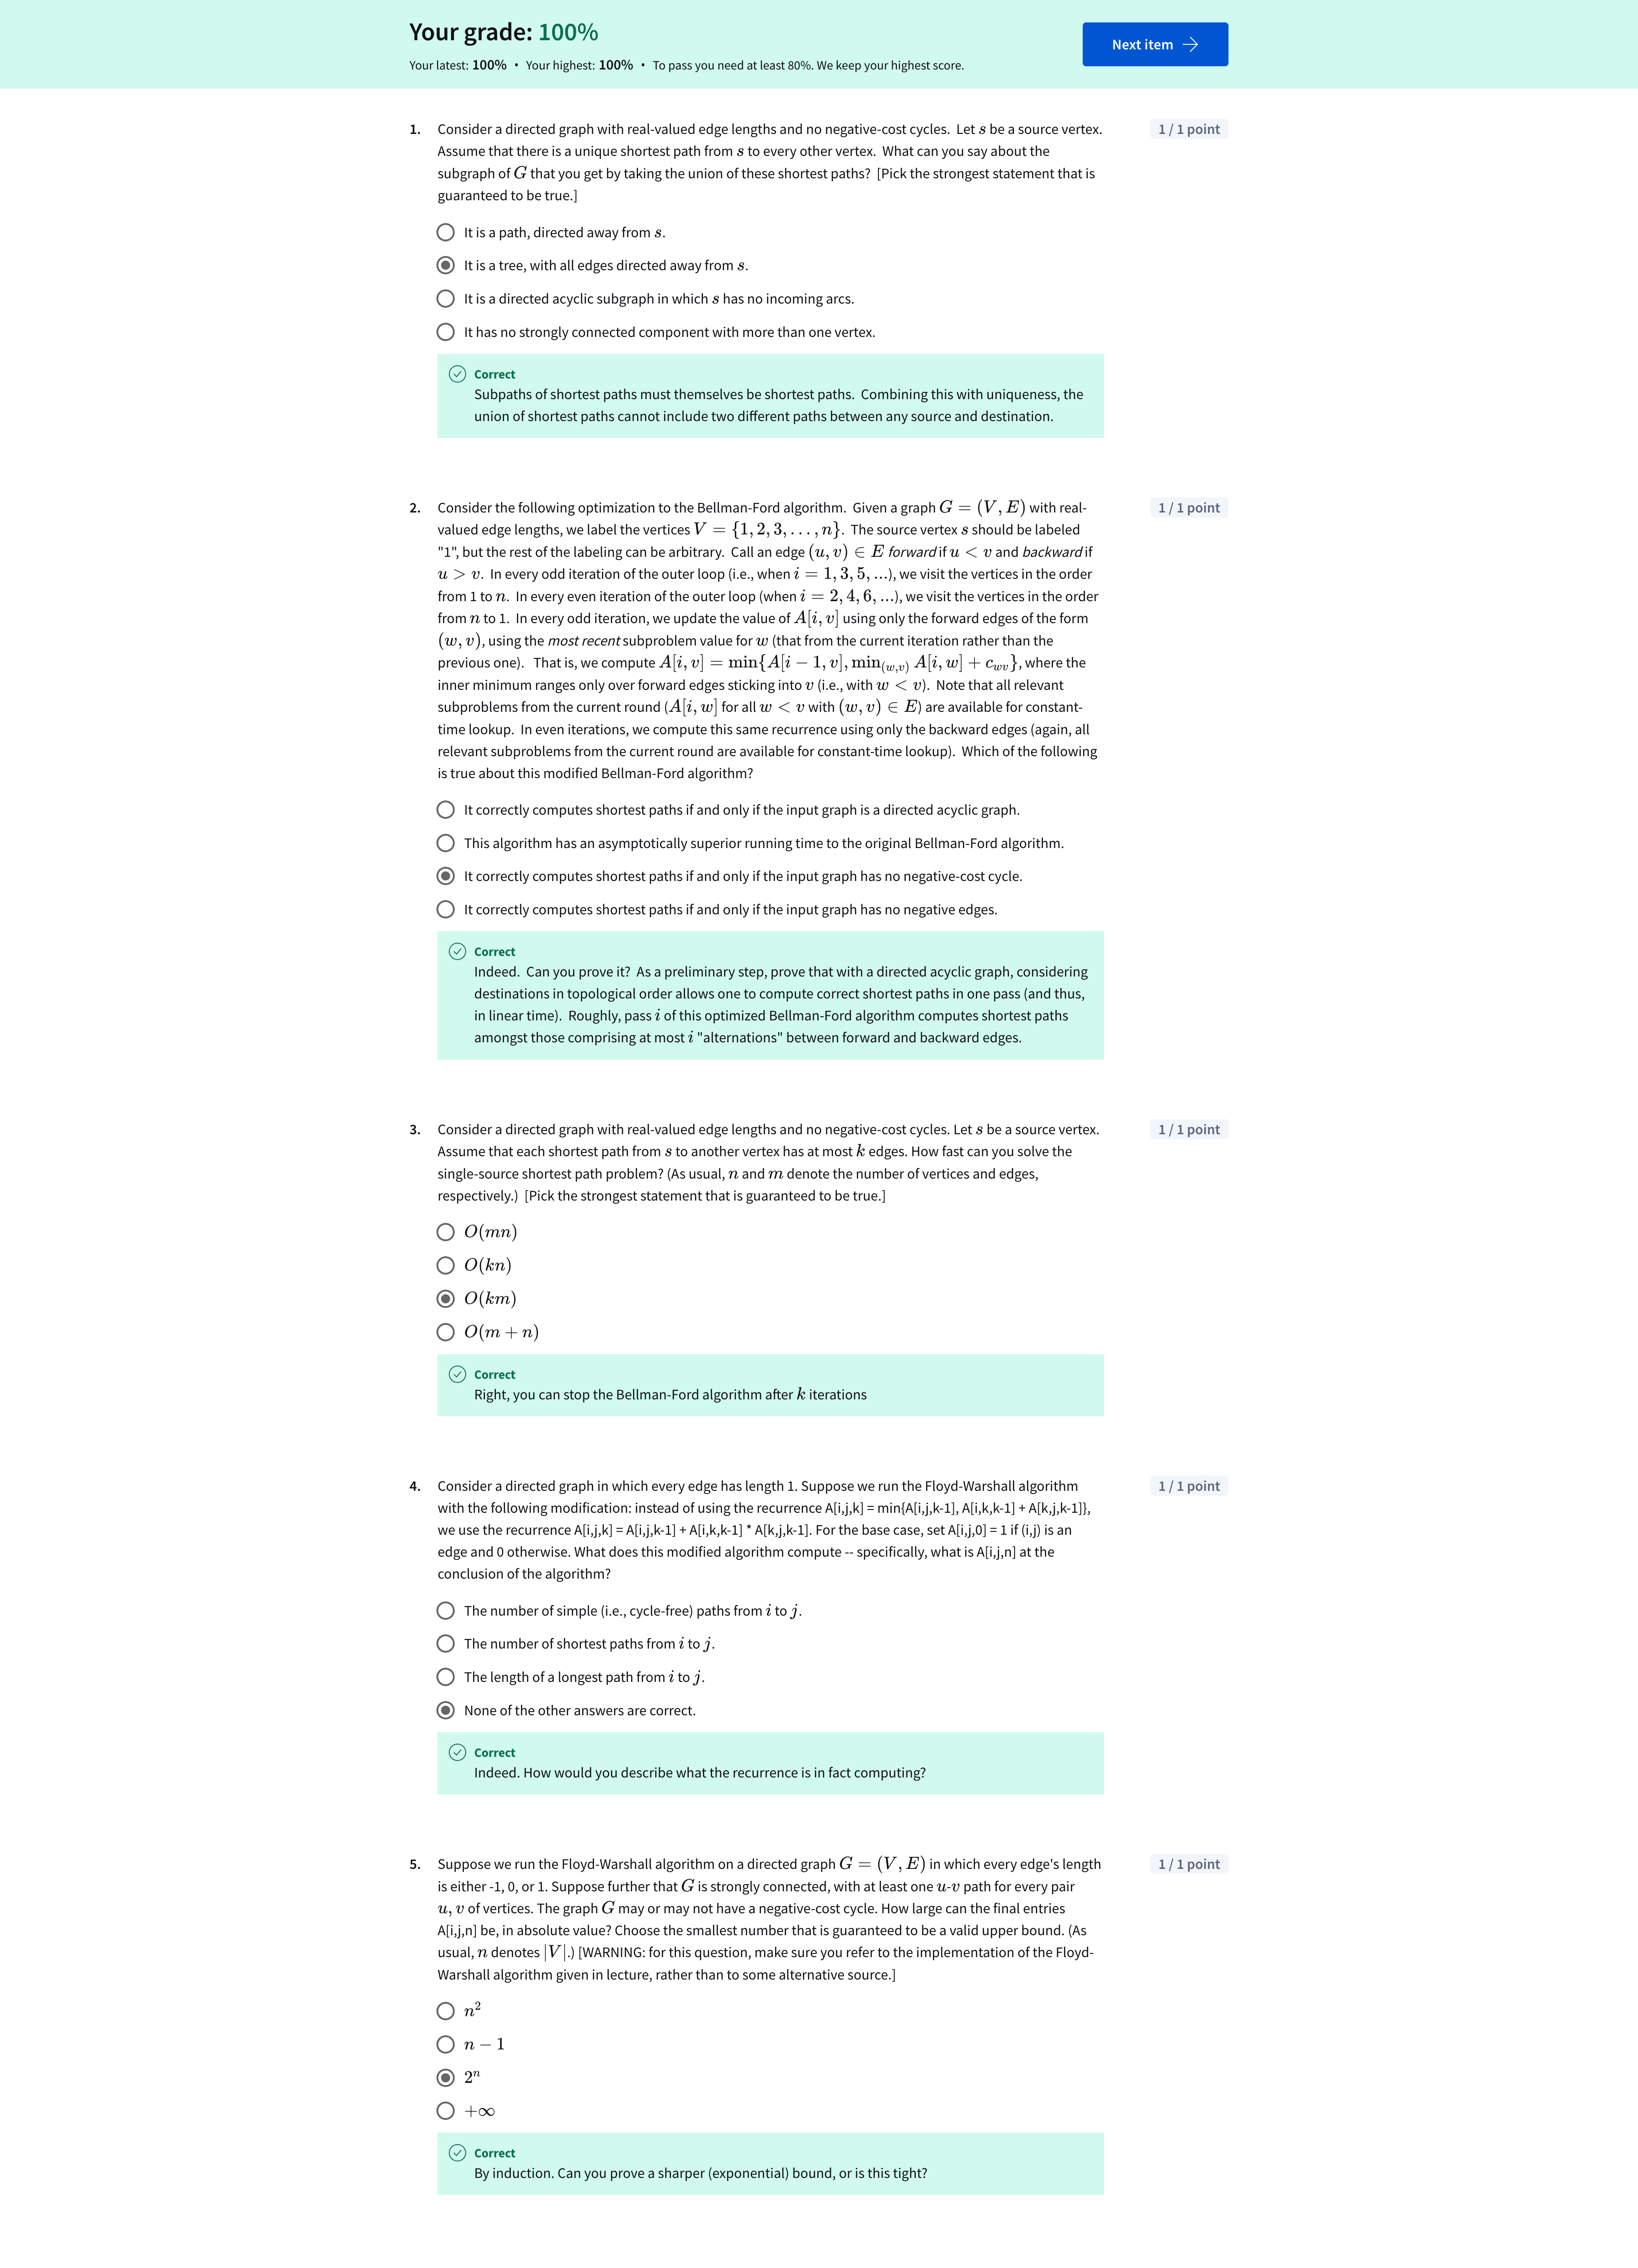 Your grade: 100%
Next item →
Your latest: 100% • Your highest: 100% • To pass you need at least 80%. We keep your highest score.
1. Consider a directed graph with real-valued edge lengths and no negative-cost cycles. Let s be a source vertex.
1 / 1 point
Assume that there is a unique shortest path from s to every other vertex. What can you say about the
subgraph of G that you get by taking the union of these shortest paths? [Pick the strongest statement that is
guaranteed to be true.]
It is a path, directed away from s.
It is a tree, with all edges directed away from s.
It is a directed acyclic subgraph in which s has no incoming arcs.
It has no strongly connected component with more than one vertex.
Correct
Subpaths of shortest paths must themselves be shortest paths. Combining this with uniqueness, the
union of shortest paths cannot include two different paths between any source and destination.
2. Consider the following optimization to the Bellman-Ford algorithm. Given a graph G = (V, E) with real-
1 / 1 point
valued edge lengths, we label the vertices V = {1, 2, 3, . . . , n}. The source vertex s should be labeled
"1", but the rest of the labeling can be arbitrary. Call an edge (u, v) ∈ E forward if u < v and backward if
u > v. In every odd iteration of the outer loop (i.e., when i = 1, 3, 5, ...), we visit the vertices in the order
from 1 to n. In every even iteration of the outer loop (when i = 2, 4, 6, ...), we visit the vertices in the order
from n to 1. In every odd iteration, we update the value of A[i, v] using only the forward edges of the form
(w, v), using the most recent subproblem value for w (that from the current iteration rather than the
previous one). That is, we compute A[i, v] = min{A[i − 1, v], min₍w,v₎ A[i, w] + c_wv}, where the
inner minimum ranges only over forward edges sticking into v (i.e., with w < v). Note that all relevant
subproblems from the current round (A[i, w] for all w < v with (w, v) ∈ E) are available for constant-
time lookup. In even iterations, we compute this same recurrence using only the backward edges (again, all
relevant subproblems from the current round are available for constant-time lookup). Which of the following
is true about this modified Bellman-Ford algorithm?
It correctly computes shortest paths if and only if the input graph is a directed acyclic graph.
This algorithm has an asymptotically superior running time to the original Bellman-Ford algorithm.
It correctly computes shortest paths if and only if the input graph has no negative-cost cycle.
It correctly computes shortest paths if and only if the input graph has no negative edges.
Correct
Indeed. Can you prove it? As a preliminary step, prove that with a directed acyclic graph, considering
destinations in topological order allows one to compute correct shortest paths in one pass (and thus,
in linear time). Roughly, pass i of this optimized Bellman-Ford algorithm computes shortest paths
amongst those comprising at most i "alternations" between forward and backward edges.
3. Consider a directed graph with real-valued edge lengths and no negative-cost cycles. Let s be a source vertex.
1 / 1 point
Assume that each shortest path from s to another vertex has at most k edges. How fast can you solve the
single-source shortest path problem? (As usual, n and m denote the number of vertices and edges,
respectively.) [Pick the strongest statement that is guaranteed to be true.]
O(mn)
O(kn)
O(km)
O(m + n)
Correct
Right, you can stop the Bellman-Ford algorithm after k iterations
4. Consider a directed graph in which every edge has length 1. Suppose we run the Floyd-Warshall algorithm
1 / 1 point
with the following modification: instead of using the recurrence A[i,j,k] = min{A[i,j,k-1], A[i,k,k-1] + A[k,j,k-1]},
we use the recurrence A[i,j,k] = A[i,j,k-1] + A[i,k,k-1] * A[k,j,k-1]. For the base case, set A[i,j,0] = 1 if (i,j) is an
edge and 0 otherwise. What does this modified algorithm compute -- specifically, what is A[i,j,n] at the
conclusion of the algorithm?
The number of simple (i.e., cycle-free) paths from i to j.
The number of shortest paths from i to j.
The length of a longest path from i to j.
None of the other answers are correct.
Correct
Indeed. How would you describe what the recurrence is in fact computing?
5. Suppose we run the Floyd-Warshall algorithm on a directed graph G = (V, E) in which every edge's length
1 / 1 point
is either -1, 0, or 1. Suppose further that G is strongly connected, with at least one u-v path for every pair
u, v of vertices. The graph G may or may not have a negative-cost cycle. How large can the final entries
A[i,j,n] be, in absolute value? Choose the smallest number that is guaranteed to be a valid upper bound. (As
usual, n denotes |V|.) [WARNING: for this question, make sure you refer to the implementation of the Floyd-
Warshall algorithm given in lecture, rather than to some alternative source.]
n²
n − 1
2ⁿ
+∞
Correct
By induction. Can you prove a sharper (exponential) bound, or is this tight?